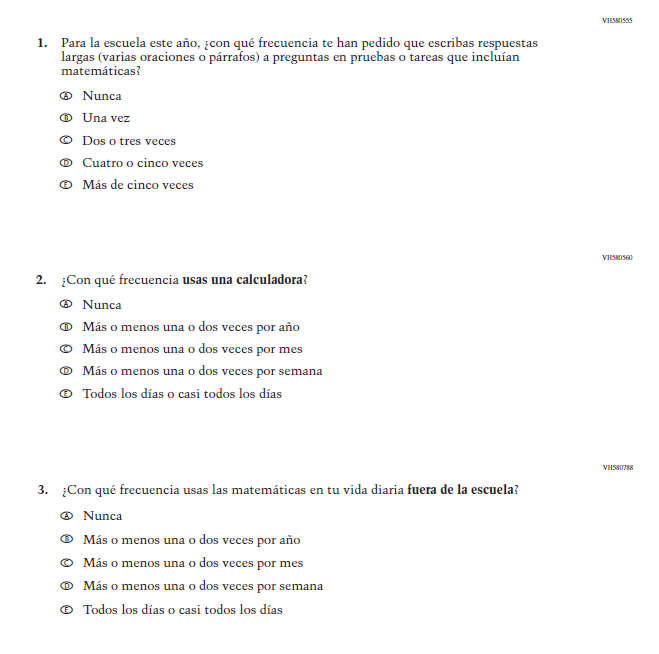 VH580555
1. Para la escuela este año, ¿con qué frecuencia te han pedido que escribas respuestas
largas (varias oraciones o párrafos) a preguntas en pruebas o tareas que incluían
matemáticas?
A Nunca
B Una vez
C Dos o tres veces
D Cuatro o cinco veces
E Más de cinco veces
VH580560
2. ¿Con qué frecuencia usas una calculadora?
A Nunca
B Más o menos una o dos veces por año
C Más o menos una o dos veces por mes
D Más o menos una o dos veces por semana
E Todos los días o casi todos los días
VH580788
3. ¿Con qué frecuencia usas las matemáticas en tu vida diaria fuera de la escuela?
A Nunca
B Más o menos una o dos veces por año
C Más o menos una o dos veces por mes
D Más o menos una o dos veces por semana
E Todos los días o casi todos los días